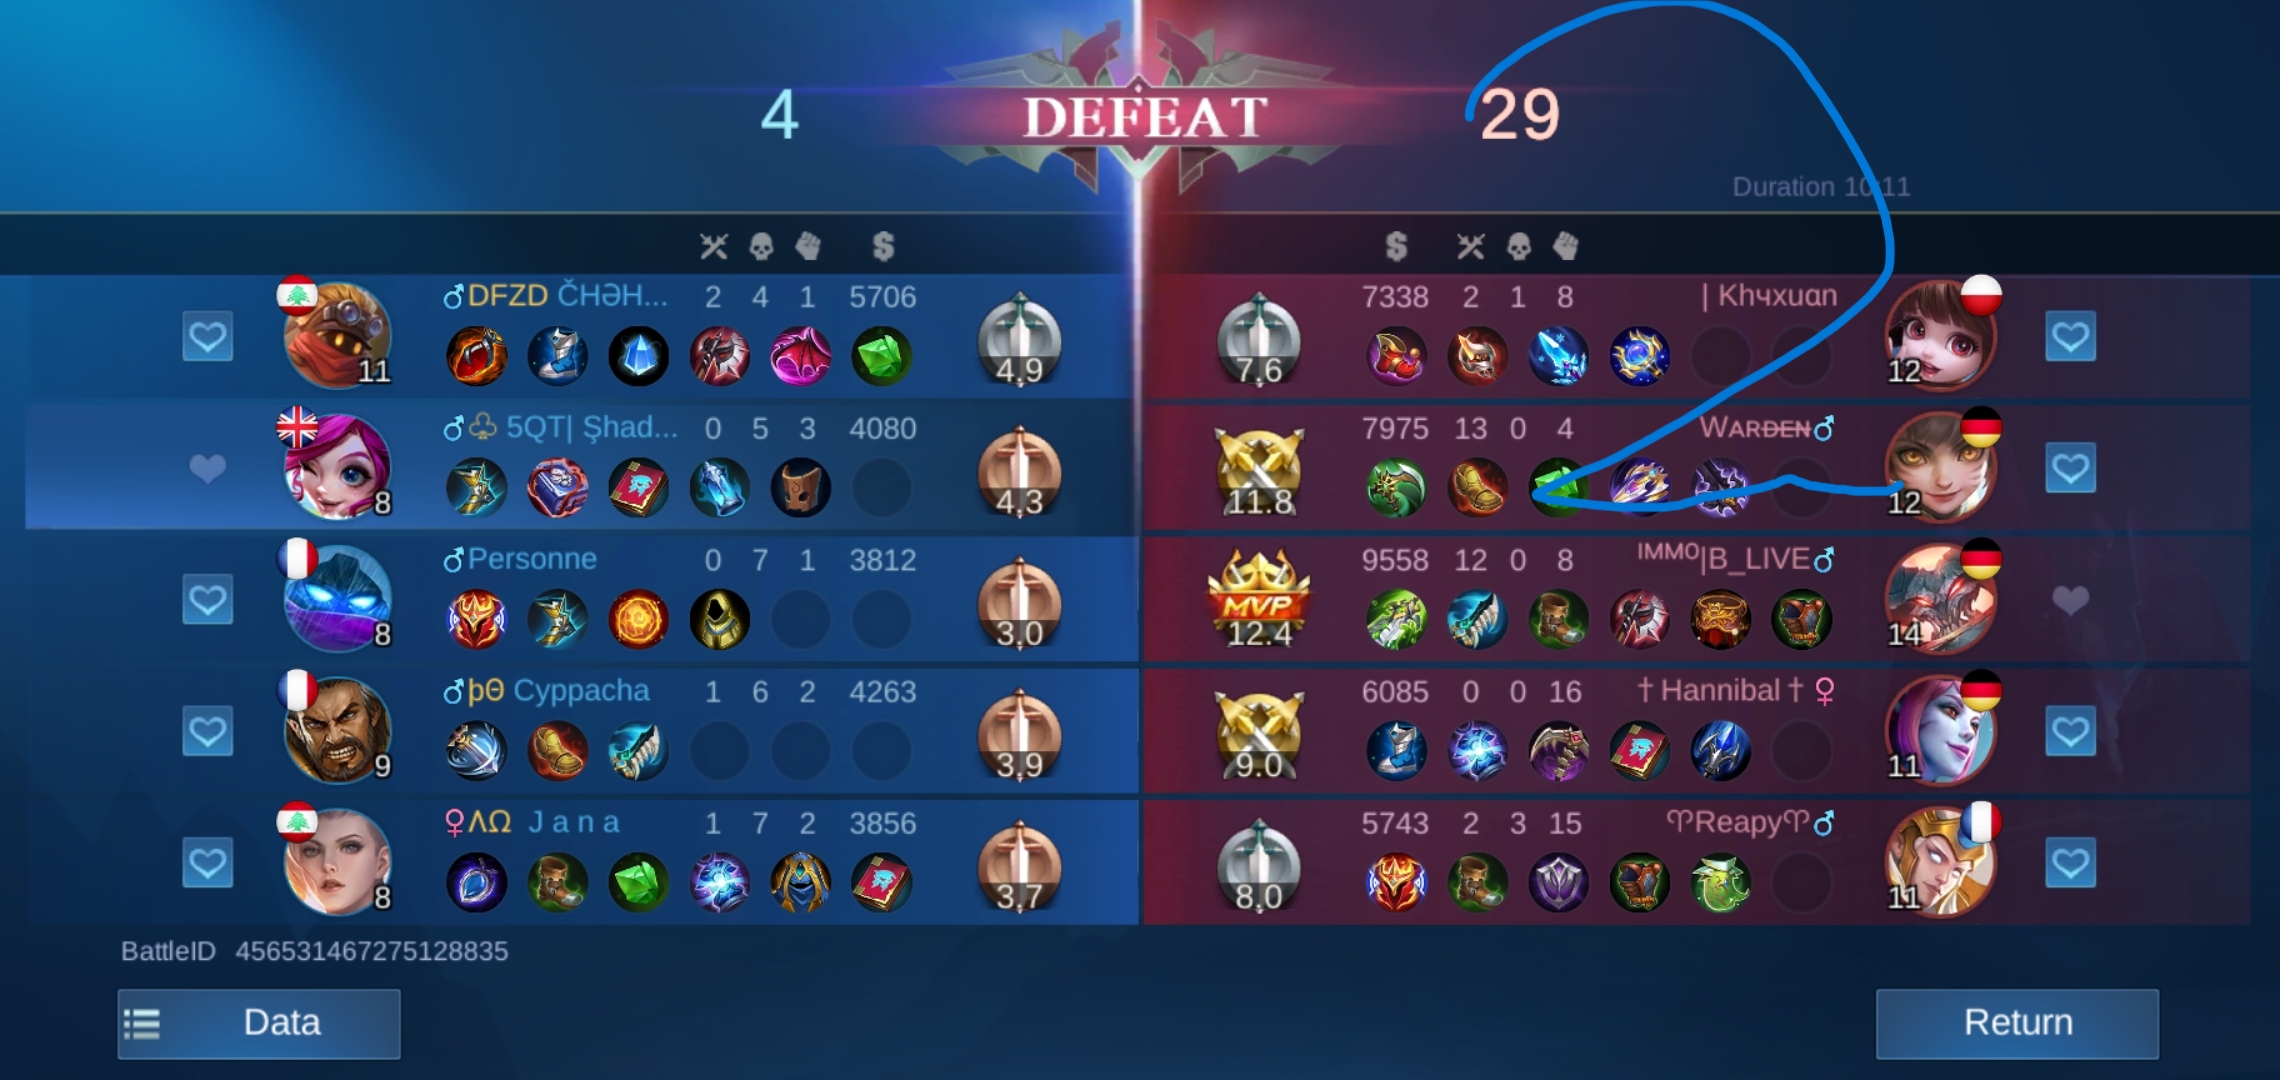 4 DEFEAT 29
Duration 10:11
♂DFZD ČHƏH... 2 4 1 5706
11 4.9
7338 2 1 8 | Khчxuαn
7.6 12
♂♧ 5QT| Şhad... 0 5 3 4080
8 4.3
7975 13 0 4 WARDEN♂
11.8 12
♂Personne 0 7 1 3812
8 3.0
9558 12 0 8 ᴵᴹᴹᴼ|B_LIVE♂
MVP
12.4 14
♂þΘ Cyppacha 1 6 2 4263
9 3.9
6085 0 0 16 † Hannibal † ♀
9.0 11
♀ΛΩ J a n a 1 7 2 3856
8 3.7
5743 2 3 15 ♈Reapy♈♂
8.0 11
BattleID 456531467275128835
Data Return